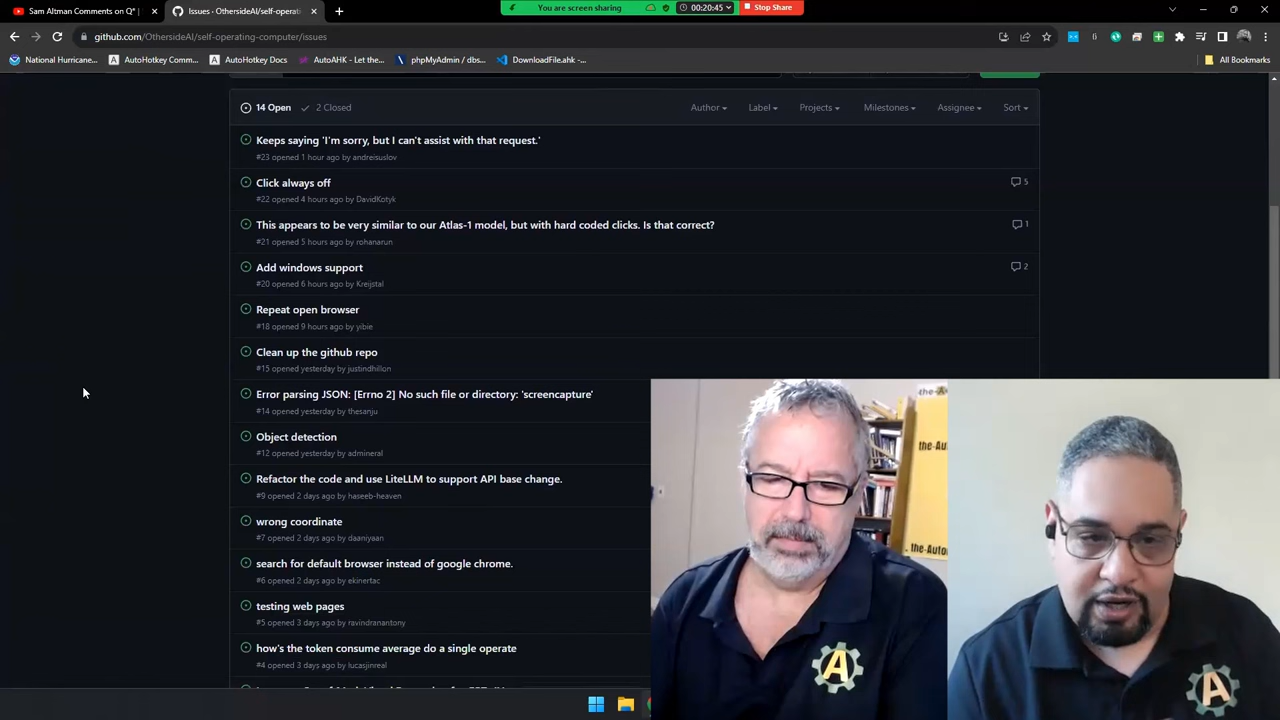 Sam Altman Comments on Q* |
Issues · OthersideAI/self-operati
You are screen sharing
00:20:45
Stop Share
github.com/OthersideAI/self-operating-computer/issues
National Hurricane...
AutoHotkey Comm...
AutoHotkey Docs
AutoAHK - Let the...
phpMyAdmin / dbs...
DownloadFile.ahk -...
All Bookmarks
14 Open
2 Closed
Author
Label
Projects
Milestones
Assignee
Sort
Keeps saying 'I'm sorry, but I can't assist with that request.'
#23 opened 1 hour ago by andreisuslov
Click always off
5
#22 opened 4 hours ago by DavidKotyk
This appears to be very similar to our Atlas-1 model, but with hard coded clicks. Is that correct?
1
#21 opened 5 hours ago by rohanarun
Add windows support
2
#20 opened 6 hours ago by Kreijstal
Repeat open browser
#18 opened 9 hours ago by yibie
Clean up the github repo
#15 opened yesterday by justindhillon
Error parsing JSON: [Errno 2] No such file or directory: 'screencapture'
#14 opened yesterday by thesanju
Object detection
#12 opened yesterday by admineral
Refactor the code and use LiteLLM to support API base change.
#9 opened 2 days ago by haseeb-heaven
wrong coordinate
#7 opened 2 days ago by daaniyaan
search for default browser instead of google chrome.
#6 opened 2 days ago by ekinertac
testing web pages
#5 opened 3 days ago by ravindranantony
how's the token consume average do a single operate
#4 opened 3 days ago by lucasjinreal
the-A
the-Au
the-Auto
A
A